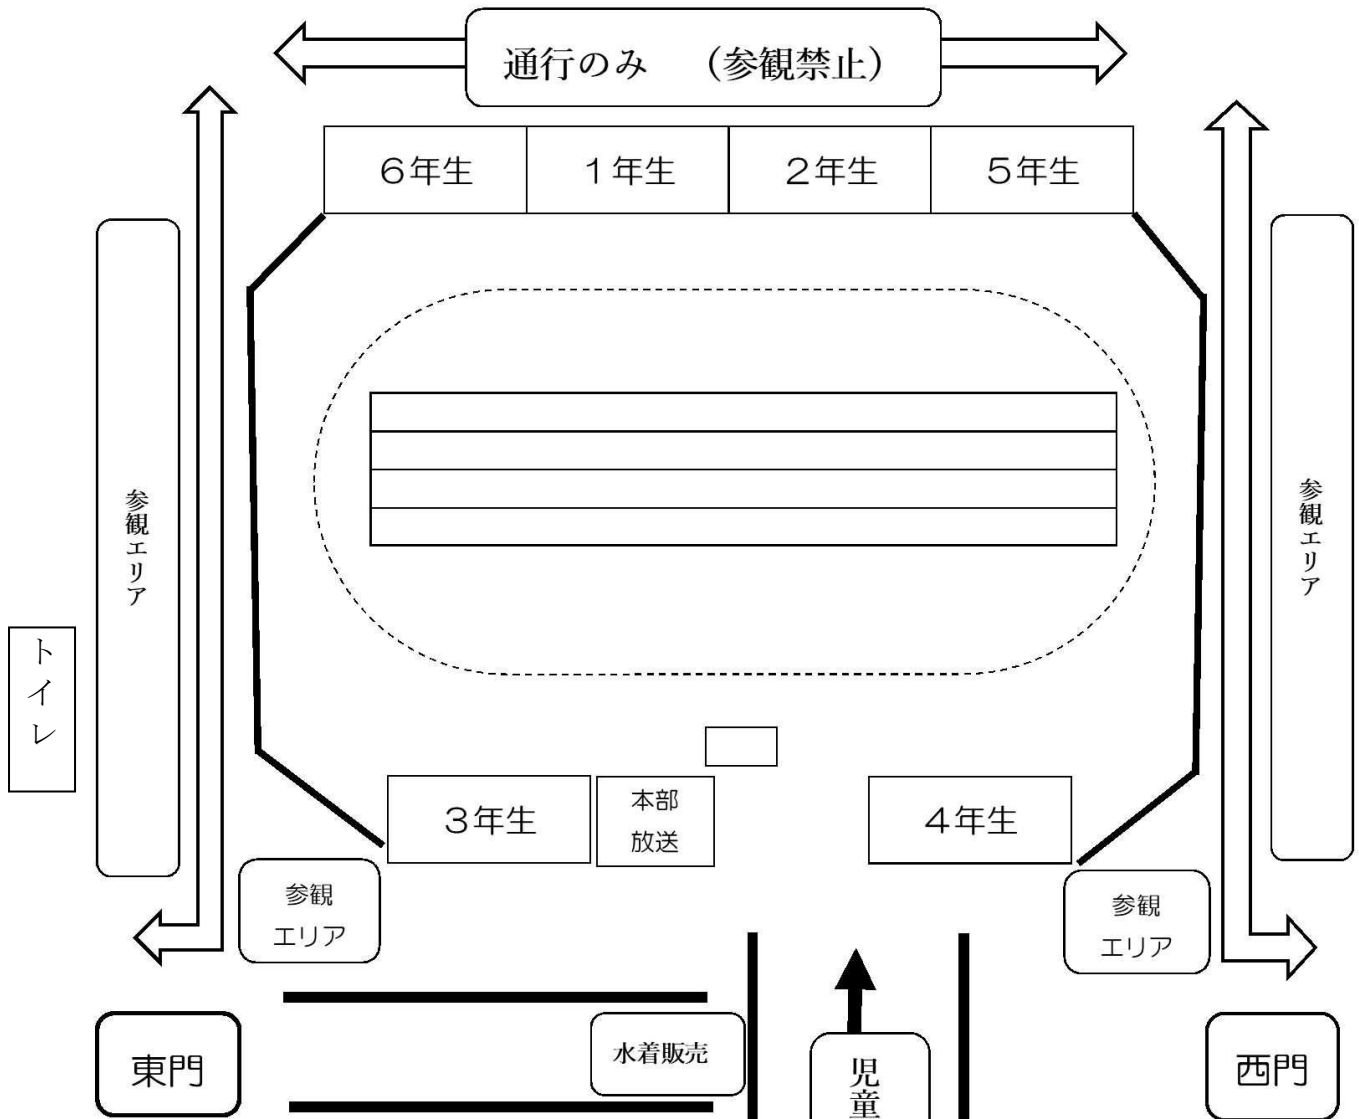 通行のみ　（参観禁止）
６年生
１年生
２年生
５年生
参観エリア
参観エリア
トイレ
３年生
本部
放送
４年生
参観
エリア
参観
エリア
東門
水着販売
児童
西門